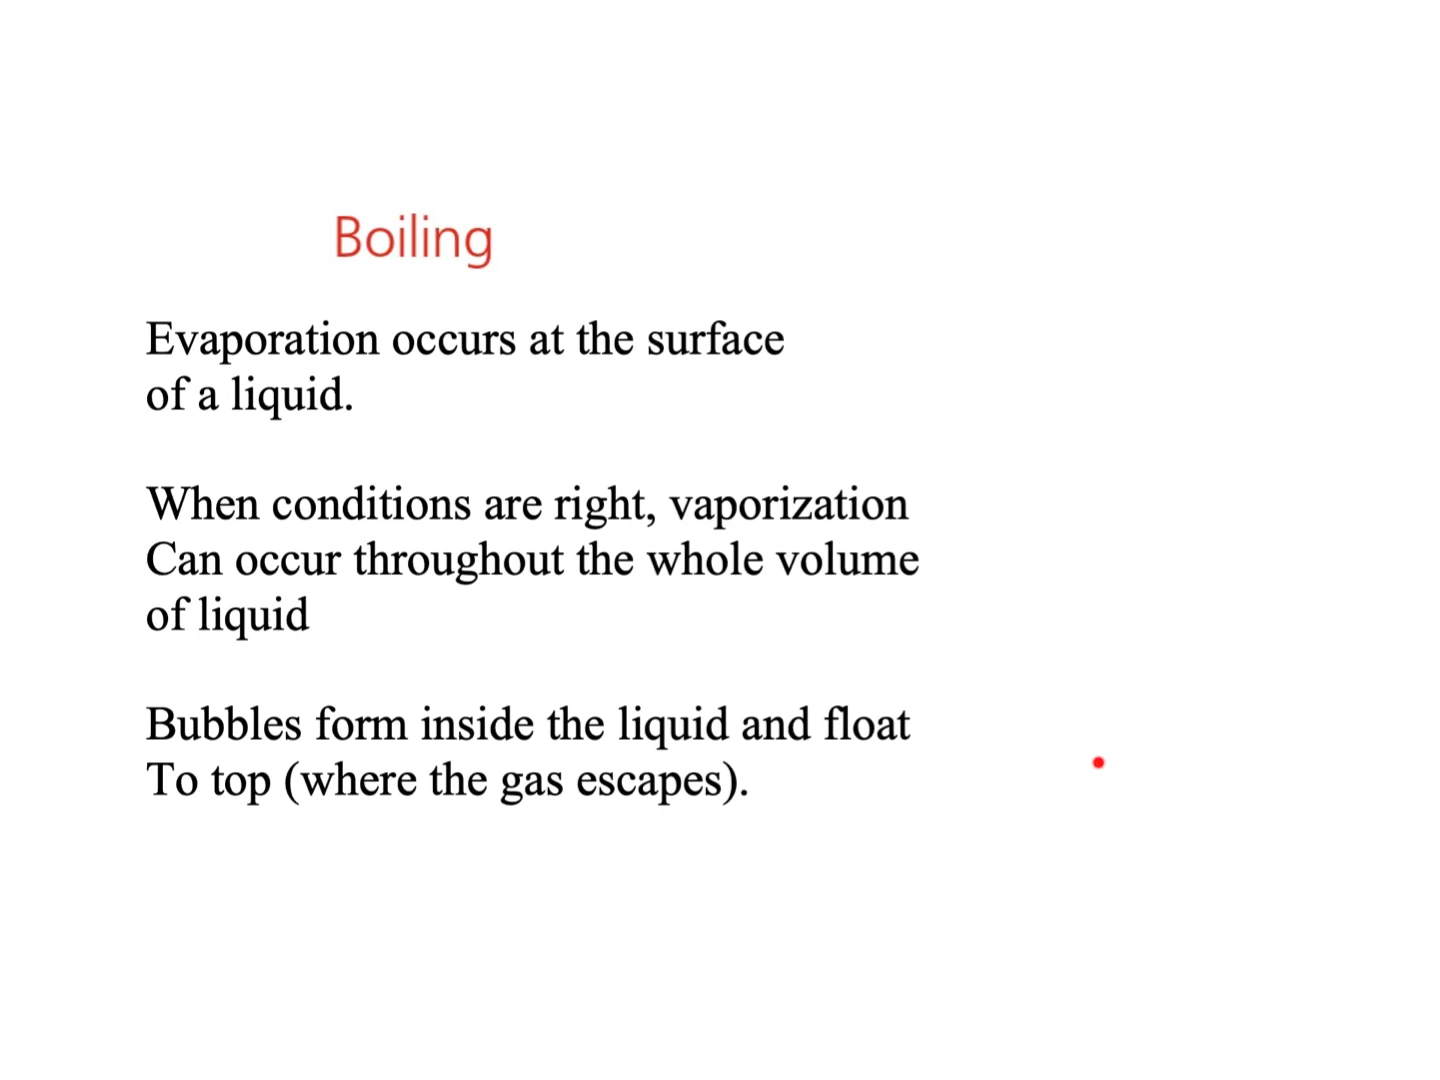 Boiling
Evaporation occurs at the surface
of a liquid.
When conditions are right, vaporization
Can occur throughout the whole volume
of liquid
Bubbles form inside the liquid and float
To top (where the gas escapes).